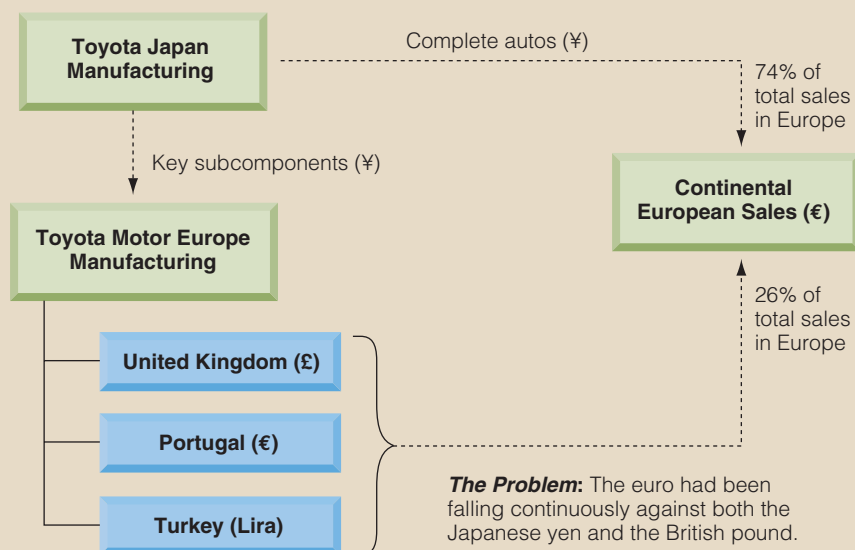 Toyota Japan
Manufacturing
Complete autos (¥)
74% of
total sales
in Europe
Key subcomponents (¥)
Continental
European Sales (€)
Toyota Motor Europe
Manufacturing
26% of
total sales
in Europe
United Kingdom (£)
Portugal (€)
Turkey (Lira)
The Problem: The euro had been
falling continuously against both the
Japanese yen and the British pound.